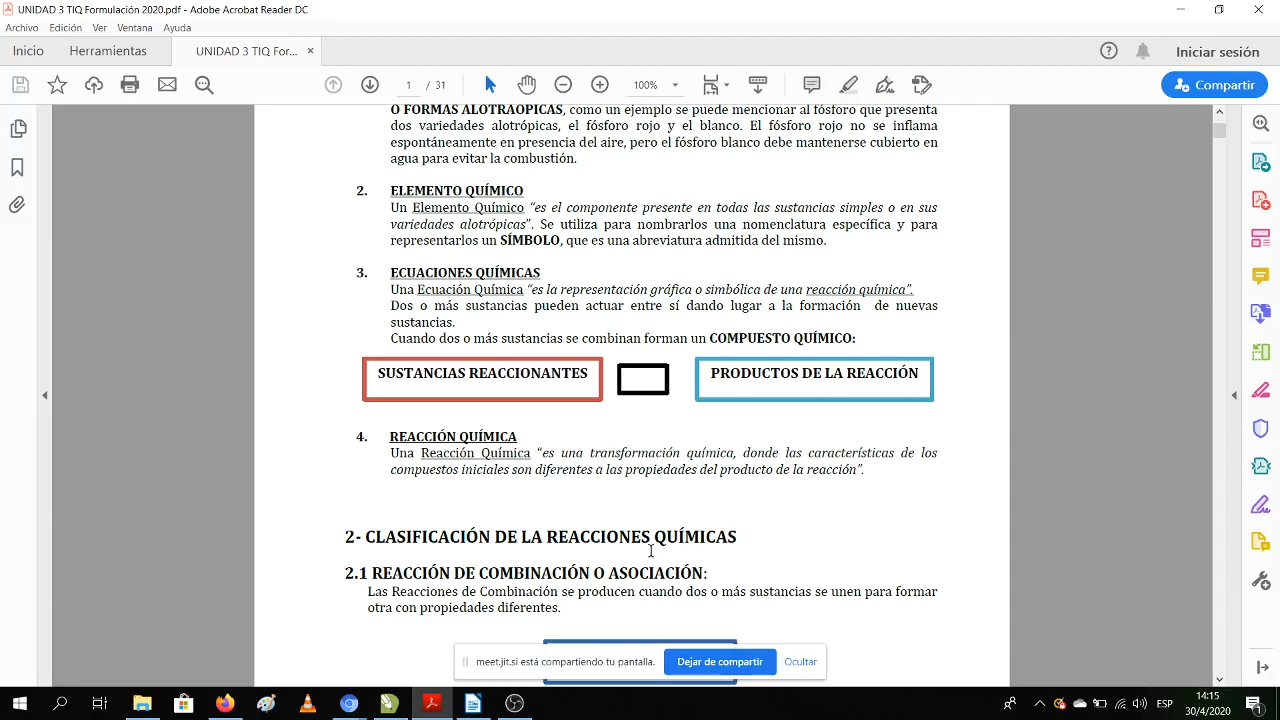 UNIDAD 3 TIQ Formulación 2020.pdf - Adobe Acrobat Reader DC
Archivo Edición Ver Ventana Ayuda
Inicio Herramientas UNIDAD 3 TIQ For... × Iniciar sesión
1 / 31 100% Compartir
O FORMAS ALOTRAOPICAS, como un ejemplo se puede mencionar al fósforo que presenta
dos variedades alotrópicas, el fósforo rojo y el blanco. El fósforo rojo no se inflama
espontáneamente en presencia del aire, pero el fósforo blanco debe mantenerse cubierto en
agua para evitar la combustión.
2. ELEMENTO QUÍMICO
Un Elemento Químico “es el componente presente en todas las sustancias simples o en sus
variedades alotrópicas”. Se utiliza para nombrarlos una nomenclatura específica y para
representarlos un SÍMBOLO, que es una abreviatura admitida del mismo.
3. ECUACIONES QUÍMICAS
Una Ecuación Química “es la representación gráfica o simbólica de una reacción química”.
Dos o más sustancias pueden actuar entre sí dando lugar a la formación de nuevas
sustancias.
Cuando dos o más sustancias se combinan forman un COMPUESTO QUÍMICO:
SUSTANCIAS REACCIONANTES PRODUCTOS DE LA REACCIÓN
4. REACCIÓN QUÍMICA
Una Reacción Química “es una transformación química, donde las características de los
compuestos iniciales son diferentes a las propiedades del producto de la reacción”.
2- CLASIFICACIÓN DE LA REACCIONES QUÍMICAS
2.1 REACCIÓN DE COMBINACIÓN O ASOCIACIÓN:
Las Reacciones de Combinación se producen cuando dos o más sustancias se unen para formar
otra con propiedades diferentes.
meet.jit.si está compartiendo tu pantalla. Dejar de compartir Ocultar
ESP 14:15
30/4/2020